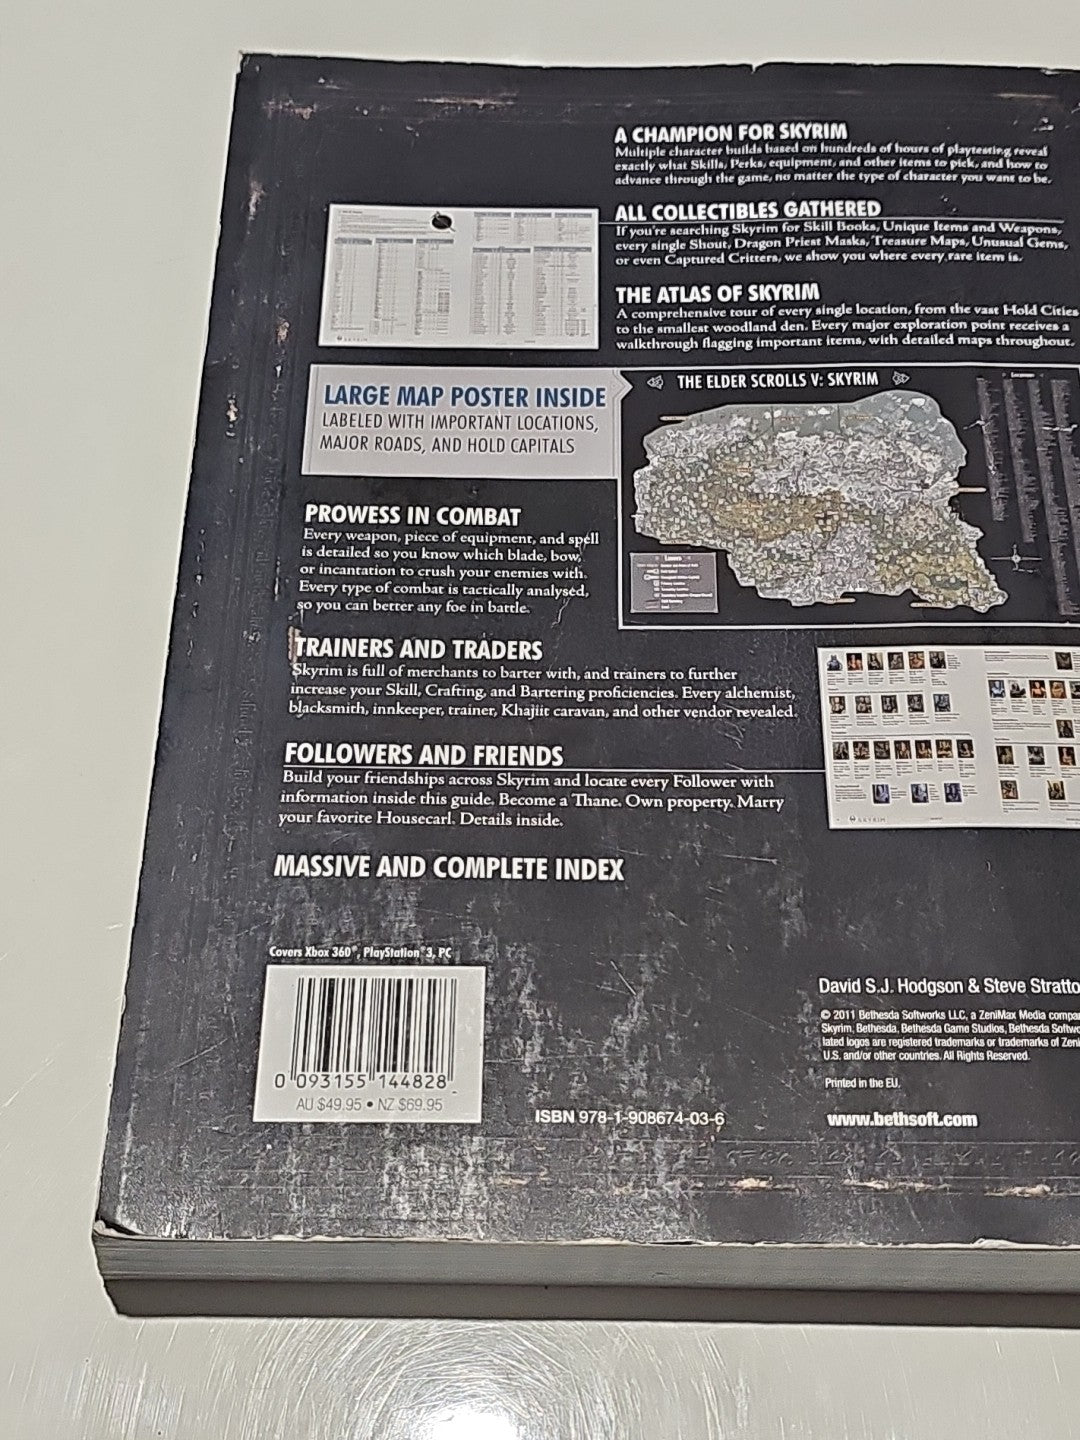 A CHAMPION FOR SKYRIM
Multiple character builds based on hundreds of hours of playtesting reveal
exactly what Skills, Perks, equipment, and other items to pick, and how to
advance through the game, no matter the type of character you want to be.
ALL COLLECTIBLES GATHERED
If you're searching Skyrim for Skill Books, Unique Items and Weapons,
every single Shout, Dragon Priest Masks, Treasure Maps, Unusual Gems,
or even Captured Critters, we show you where every rare item is.
THE ATLAS OF SKYRIM
A comprehensive tour of every single location, from the vast Hold Cities
to the smallest woodland den. Every major exploration point receives a
walkthrough flagging important items, with detailed maps throughout.
LARGE MAP POSTER INSIDE
LABELED WITH IMPORTANT LOCATIONS,
MAJOR ROADS, AND HOLD CAPITALS
THE ELDER SCROLLS V: SKYRIM
PROWESS IN COMBAT
Every weapon, piece of equipment, and spell
is detailed so you know which blade, bow,
or incantation to crush your enemies with.
Every type of combat is tactically analysed,
so you can better any foe in battle.
TRAINERS AND TRADERS
Skyrim is full of merchants to barter with, and trainers to further
increase your Skill, Crafting, and Bartering proficiencies. Every alchemist,
blacksmith, innkeeper, trainer, Khajiit caravan, and other vendor revealed.
FOLLOWERS AND FRIENDS
Build your friendships across Skyrim and locate every Follower with
information inside this guide. Become a Thane. Own property. Marry
your favorite Housecarl. Details inside.
SKYRIM
MASSIVE AND COMPLETE INDEX
Covers Xbox 360®, PlayStation®3, PC
0 093155 144828
AU $49.95 • NZ $69.95
ISBN 978-1-908674-03-6
David S.J. Hodgson & Steve Stratto
© 2011 Bethesda Softworks LLC, a ZeniMax Media compa
Skyrim, Bethesda, Bethesda Game Studios, Bethesda Softwo
lated logos are registered trademarks or trademarks of Zeni
U.S. and/or other countries. All Rights Reserved.
Printed in the EU.
www.bethsoft.com